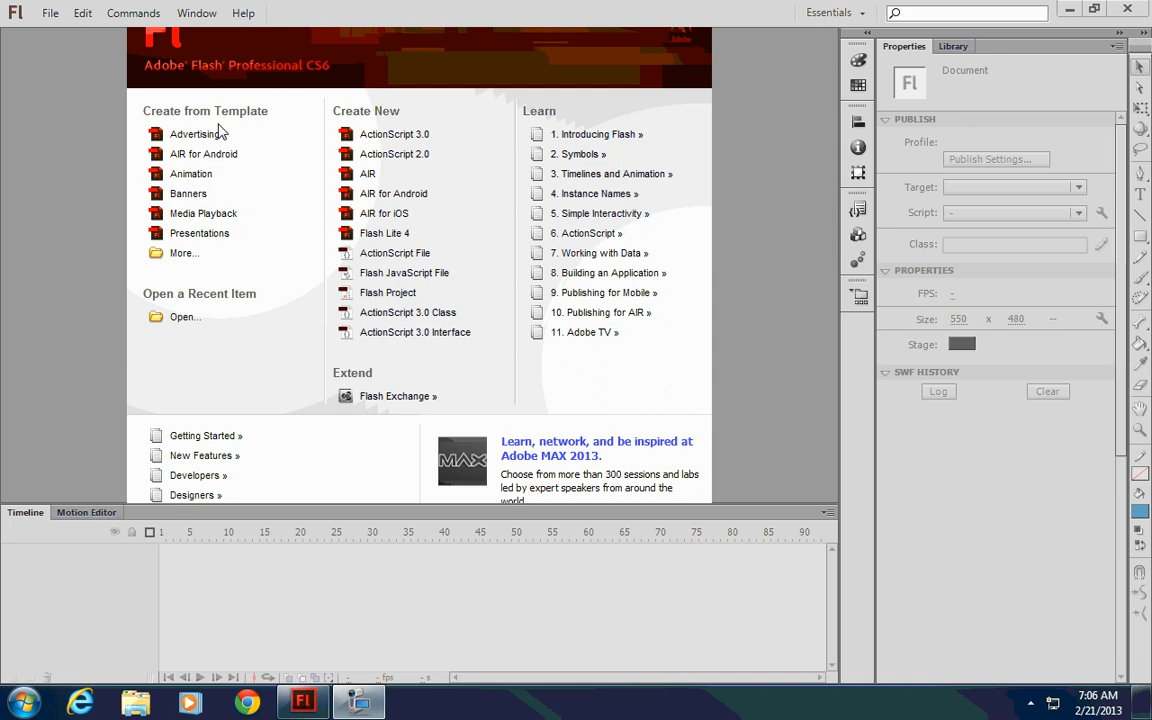 Fl File Edit Commands Window Help Essentials
Fl
Adobe® Flash® Professional CS6
Adobe
Properties Library
Fl Document
PUBLISH
Profile:
Publish Settings...
Target:
Script: -
Class:
PROPERTIES
FPS: -
Size: 550 x 480 --
Stage:
SWF HISTORY
Log Clear
Create from Template
Advertising
AIR for Android
Animation
Banners
Media Playback
Presentations
More...
Open a Recent Item
Open...
Create New
ActionScript 3.0
ActionScript 2.0
AIR
AIR for Android
AIR for iOS
Flash Lite 4
ActionScript File
Flash JavaScript File
Flash Project
ActionScript 3.0 Class
ActionScript 3.0 Interface
Extend
Flash Exchange »
Learn
1. Introducing Flash »
2. Symbols »
3. Timelines and Animation »
4. Instance Names »
5. Simple Interactivity »
6. ActionScript »
7. Working with Data »
8. Building an Application »
9. Publishing for Mobile »
10. Publishing for AIR »
11. Adobe TV »
Getting Started »
New Features »
Developers »
Designers »
MAX
Learn, network, and be inspired at
Adobe MAX 2013.
Choose from more than 300 sessions and labs
led by expert speakers from around the
world.
Timeline Motion Editor
1 5 10 15 20 25 30 35 40 45 50 55 60 65 70 75 80 85 90
- - fps - s
Fl
7:06 AM
2/21/2013